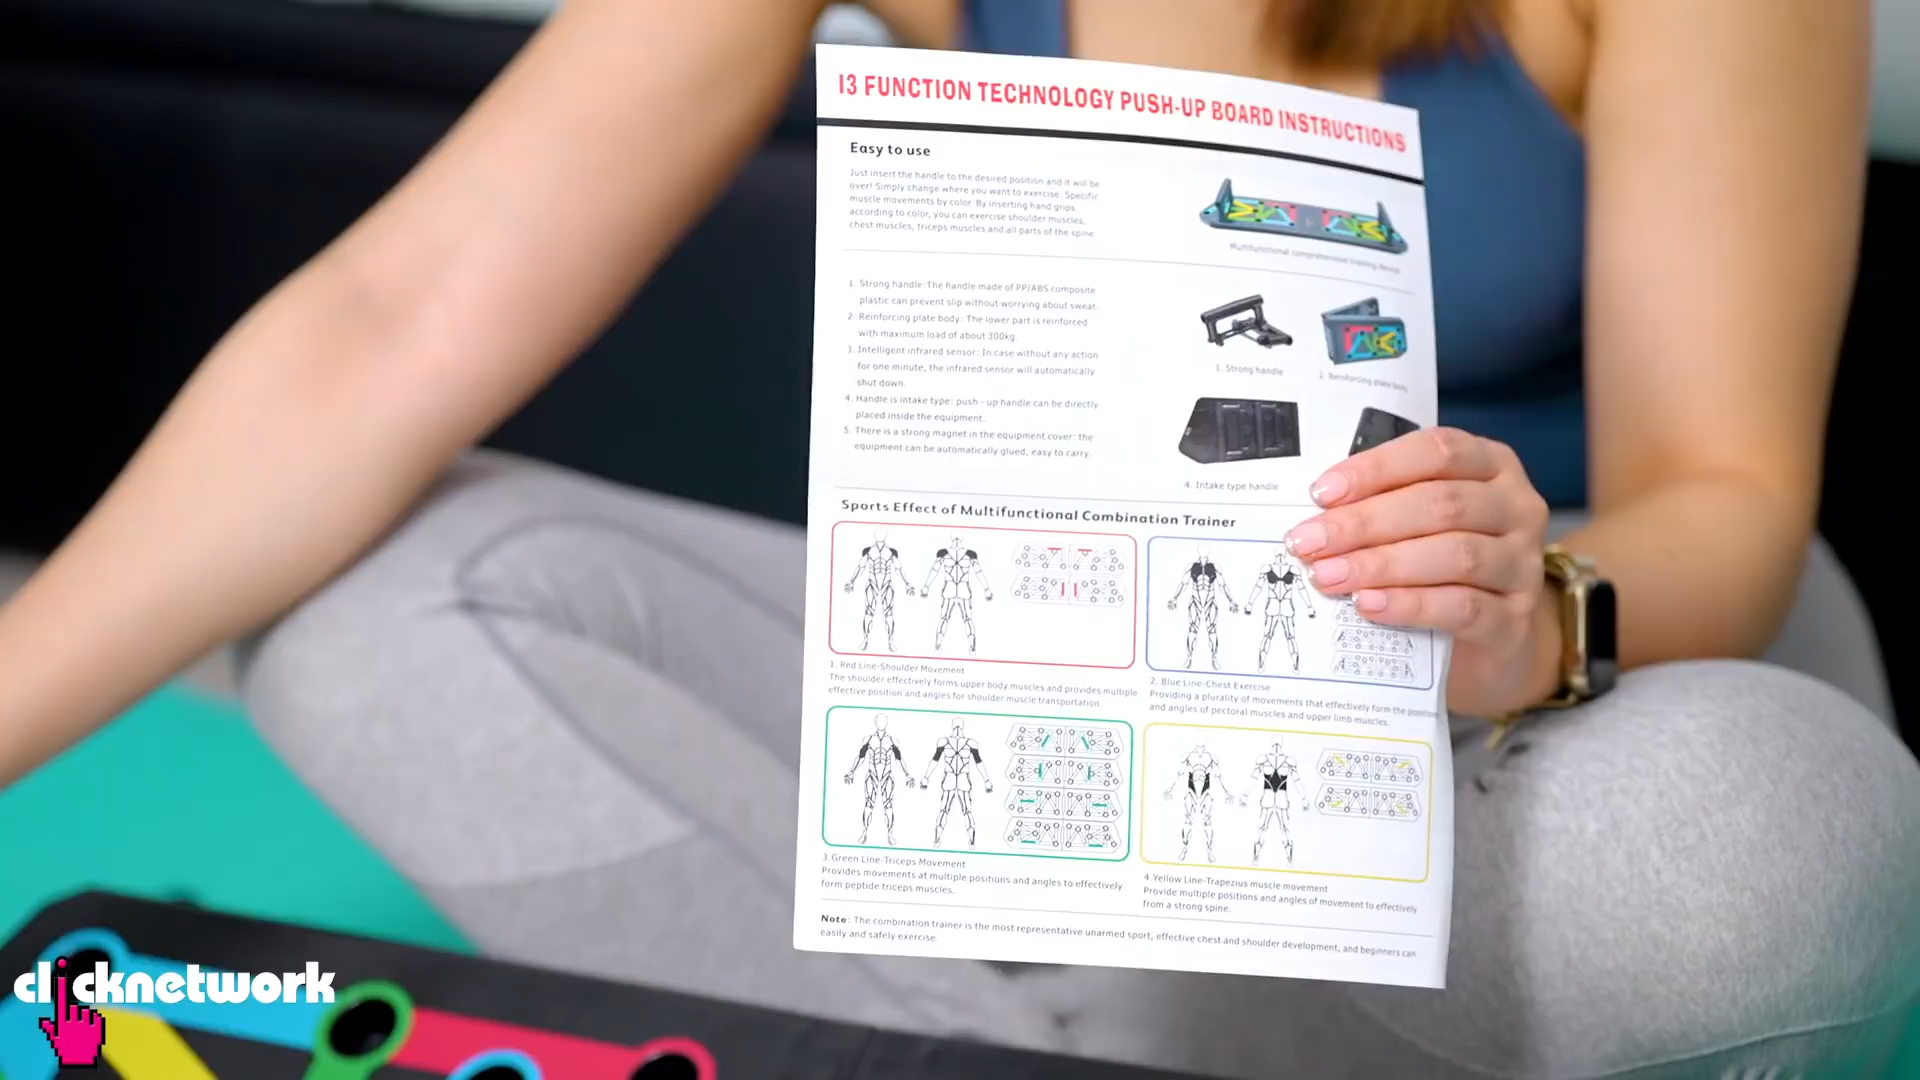 I3 FUNCTION TECHNOLOGY PUSH-UP BOARD INSTRUCTIONS
Easy to use
Just insert the handle to the desired position and it will be
over! Simply change where you want to exercise. Specific
muscle movements by color. By inserting hand grips
according to color, you can exercise shoulder muscles,
chest muscles, triceps muscles and all parts of the spine.
Multifunctional comprehensive training device
1. Strong handle:The handle made of PP/ABS composite
plastic can prevent slip without worrying about sweat.
2. Reinforcing plate body: The lower part is reinforced
with maximum load of about 300kg.
3. Intelligent infrared sensor: In case without any action
for one minute, the infrared sensor will automatically
shut down.
4. Handle is intake type: push - up handle can be directly
placed inside the equipment.
5. There is a strong magnet in the equipment cover: the
equipment can be automatically glued, easy to carry.
1. Strong handle
2. Reinforcing plate body
4. Intake type handle
Sports Effect of Multifunctional Combination Trainer
1. Red Line-Shoulder Movement
The shoulder effectively forms upper body muscles and provides multiple
effective position and angles for shoulder muscle transportation.
2. Blue Line-Chest Exercise
Providing a plurality of movements that effectively form the position
and angles of pectoral muscles and upper limb muscles.
3.Green Line-Triceps Movement
Provides movements at multiple positions and angles to effectively
form peptide triceps muscles.
4.Yellow Line-Trapezius muscle movement
Provide multiple positions and angles of movement to effectively
from a strong spine.
Note: The combination trainer is the most representative unarmed sport, effective chest and shoulder development, and beginners can
easily and safely exercise.
clicknetwork